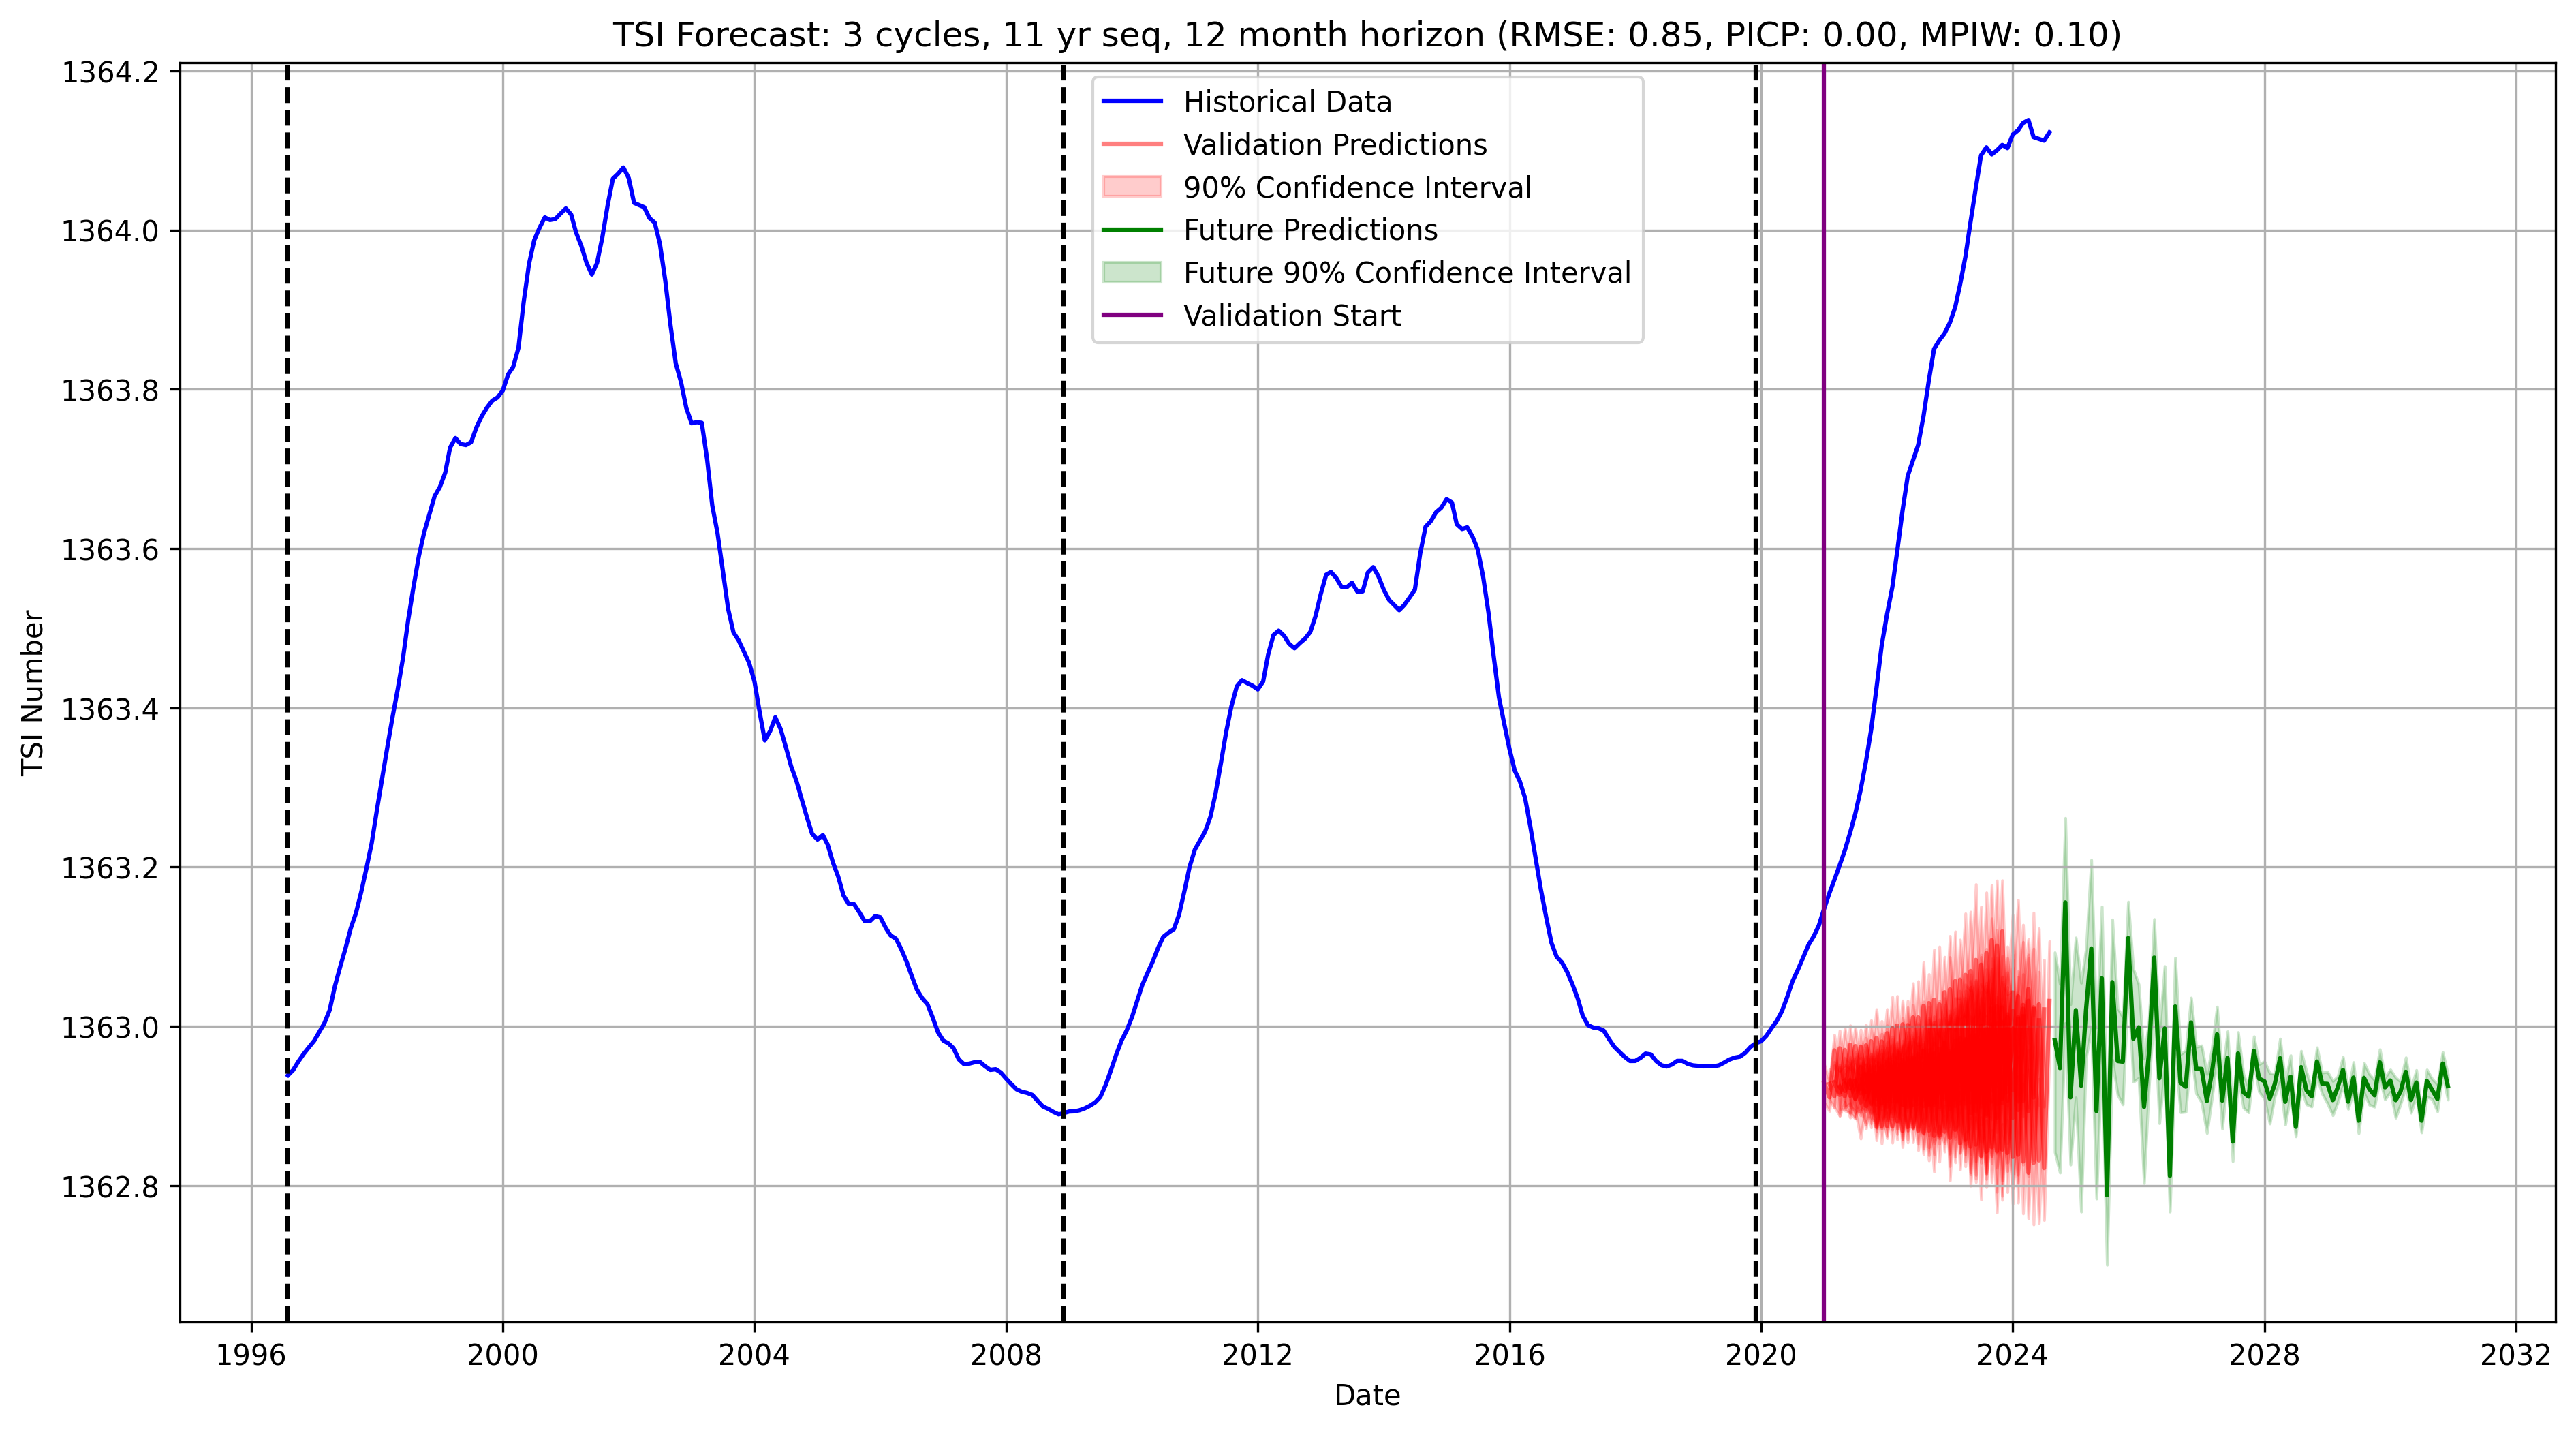 TSI Forecast: 3 cycles, 11 yr seq, 12 month horizon (RMSE: 0.85, PICP: 0.00, MPIW: 0.10)
1364.2
1364.0
1363.8
1363.6
1363.4
1363.2
1363.0
1362.8
TSI Number
Historical Data
Validation Predictions
90% Confidence Interval
Future Predictions
Future 90% Confidence Interval
Validation Start
1996 2000 2004 2008 2012 2016 2020 2024 2028 2032
Date